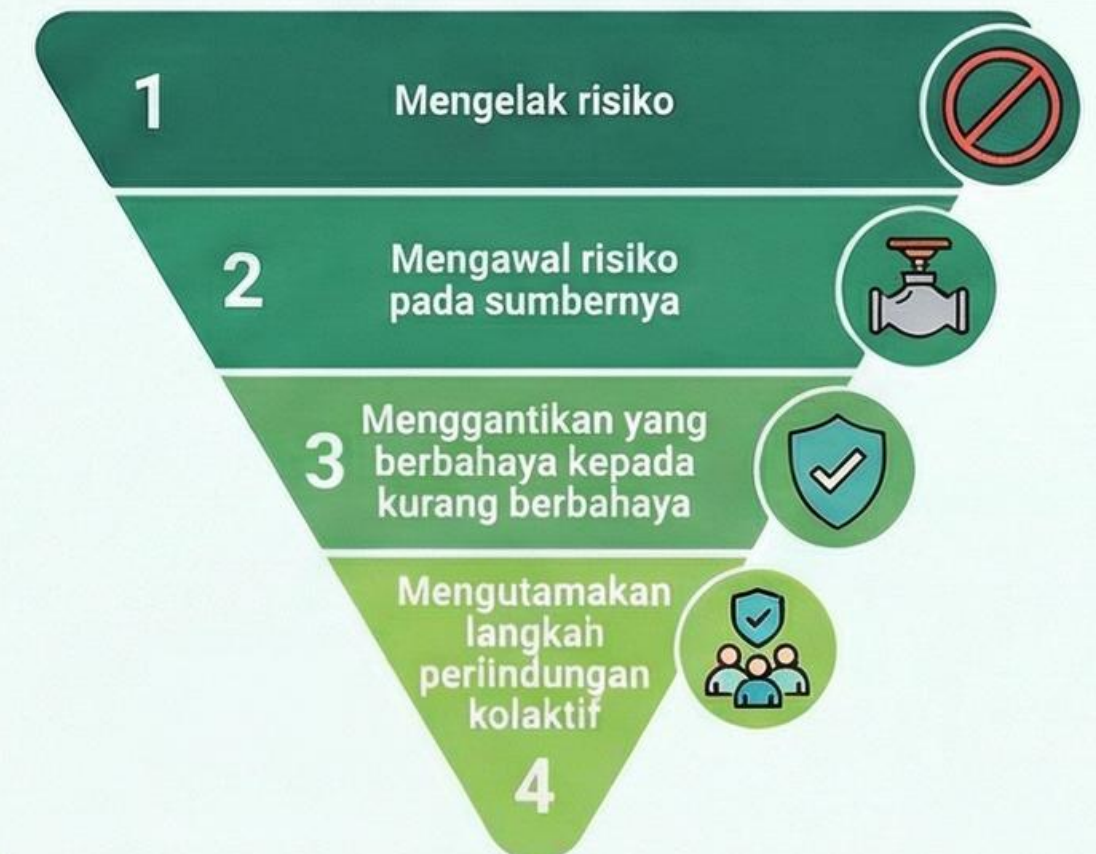 1
Mengelak risiko
2
Mengawal risiko
pada sumbernya
3
Menggantikan yang
berbahaya kepada
kurang berbahaya
Mengutamakan
langkah
periindungan
kolaktif
4